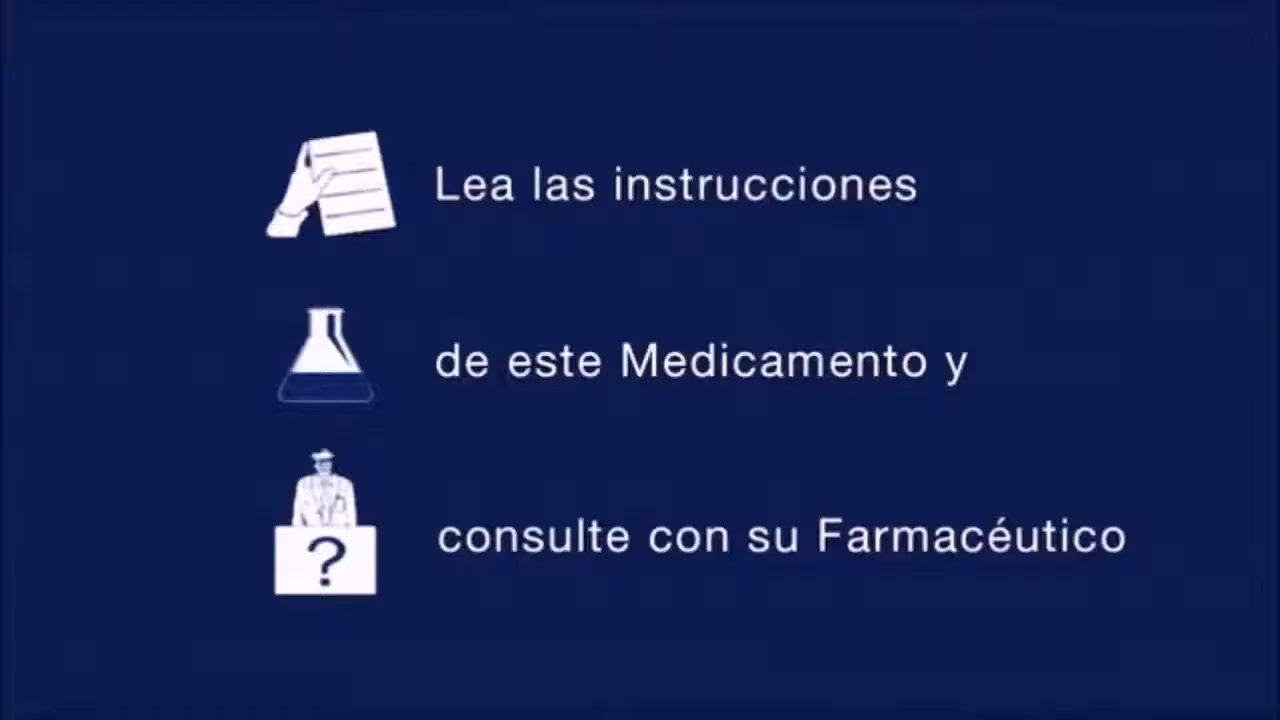 Lea las instrucciones
de este Medicamento y
consulte con su Farmacéutico
?